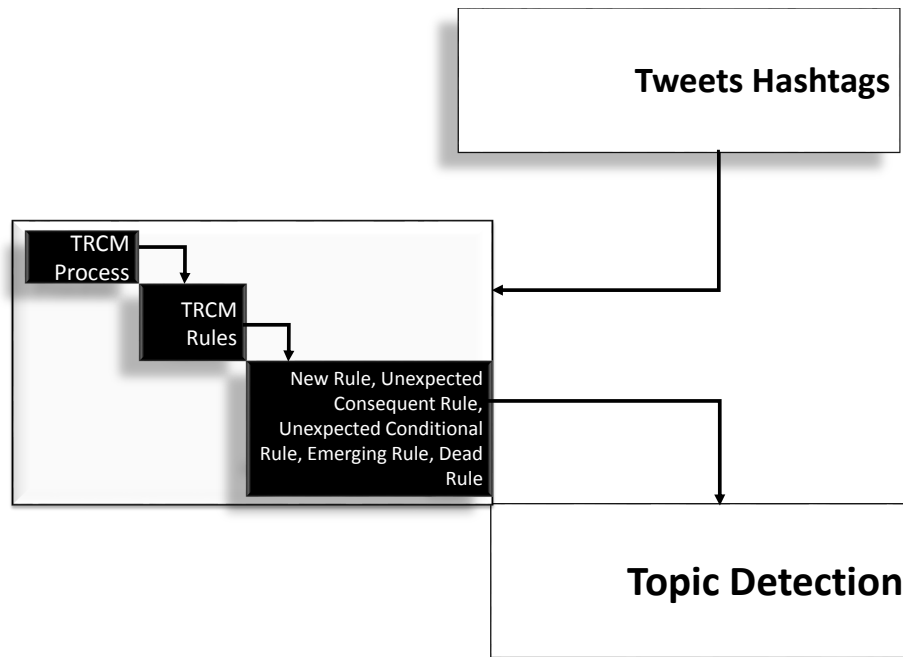 Tweets Hashtags
TRCM
Process
TRCM
Rules
New Rule, Unexpected
Consequent Rule,
Unexpected Conditional
Rule, Emerging Rule, Dead
Rule
Topic Detection